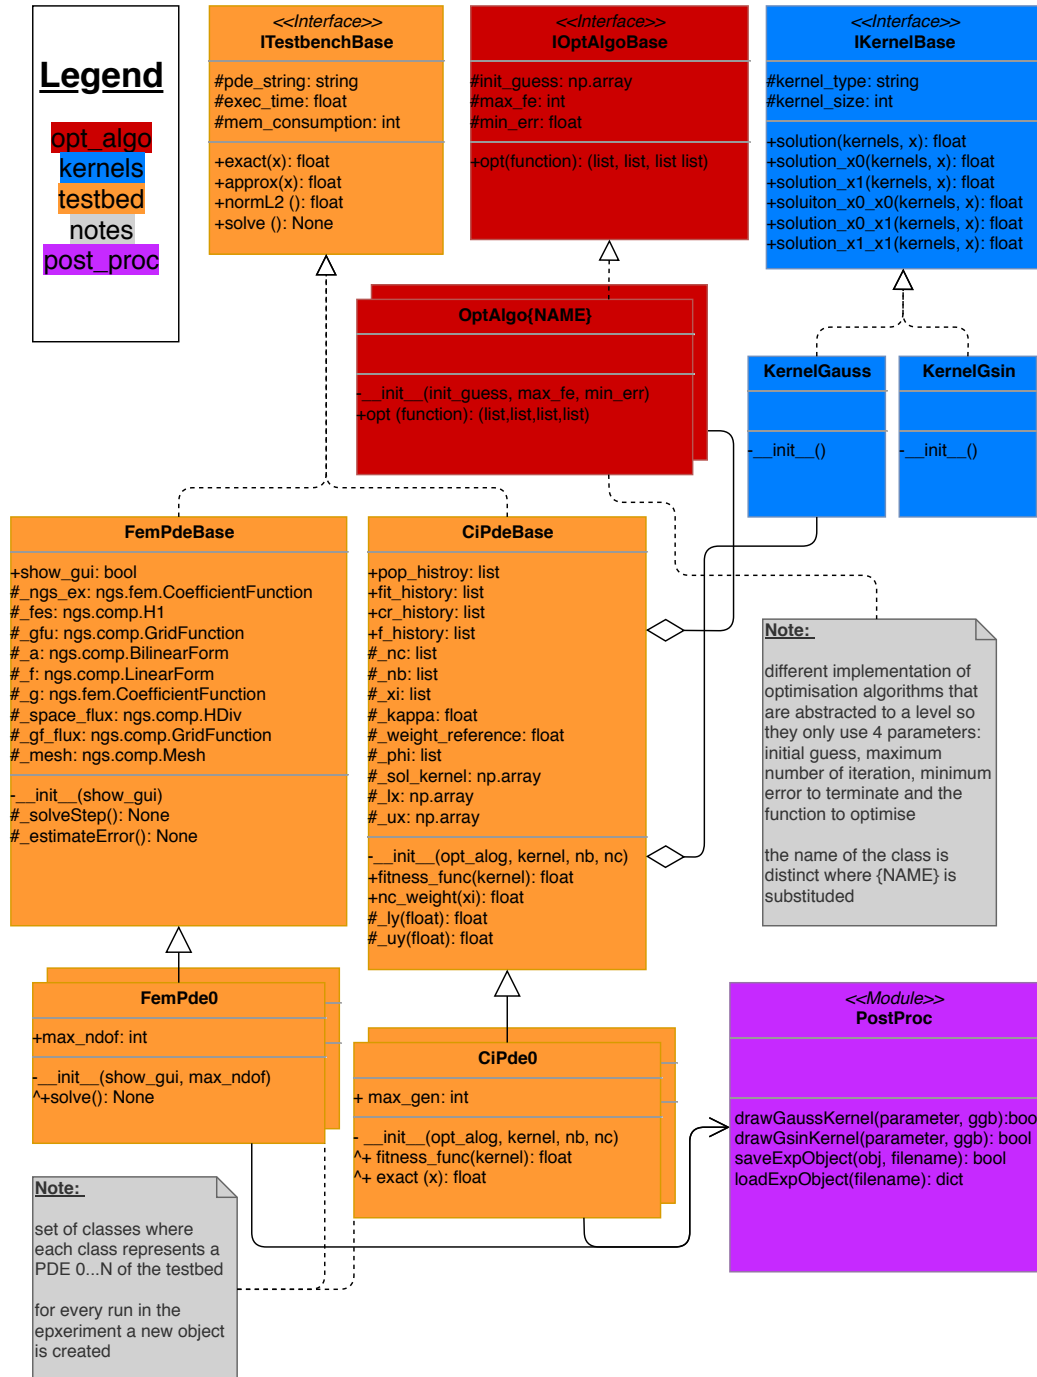 Legend
opt_algo
kernels
testbed
notes
post_proc
<<Interface>>
ITestbenchBase
#pde_string: string
#exec_time: float
#mem_consumption: int
+exact(x): float
+approx(x): float
+normL2 (): float
+solve (): None
<<Interface>>
IOptAlgoBase
#init_guess: np.array
#max_fe: int
#min_err: float
+opt(function): (list, list, list list)
<<Interface>>
IKernelBase
#kernel_type: string
#kernel_size: int
+solution(kernels, x): float
+solution_x0(kernels, x): float
+solution_x1(kernels, x): float
+soluiton_x0_x0(kernels, x): float
+solution_x0_x1(kernels, x): float
+solution_x1_x1(kernels, x): float
OptAlgo{NAME}
-__init__(init_guess, max_fe, min_err)
+opt (function): (list,list,list,list)
KernelGauss
-__init__()
KernelGsin
-__init__()
FemPdeBase
+show_gui: bool
#_ngs_ex: ngs.fem.CoefficientFunction
#_fes: ngs.comp.H1
#_gfu: ngs.comp.GridFunction
#_a: ngs.comp.BilinearForm
#_f: ngs.comp.LinearForm
#_g: ngs.fem.CoefficientFunction
#_space_flux: ngs.comp.HDiv
#_gf_flux: ngs.comp.GridFunction
#_mesh: ngs.comp.Mesh
-__init__(show_gui)
#_solveStep(): None
#_estimateError(): None
CiPdeBase
+pop_histroy: list
+fit_history: list
+cr_history: list
+f_history: list
#_nc: list
#_nb: list
#_xi: list
#_kappa: float
#_weight_reference: float
#_phi: list
#_sol_kernel: np.array
#_lx: np.array
#_ux: np.array
-__init__(opt_alog, kernel, nb, nc)
+fitness_func(kernel): float
+nc_weight(xi): float
#_ly(float): float
#_uy(float): float
Note:
different implementation of
optimisation algorithms that
are abstracted to a level so
they only use 4 parameters:
initial guess, maximum
number of iteration, minimum
error to terminate and the
function to optimise
the name of the class is
distinct where {NAME} is
substituded
FemPde0
+max_ndof: int
-__init__(show_gui, max_ndof)
^+solve(): None
CiPde0
+ max_gen: int
- __init__(opt_alog, kernel, nb, nc)
^+ fitness_func(kernel): float
^+ exact (x): float
<<Module>>
PostProc
drawGaussKernel(parameter, ggb):boo
drawGsinKernel(parameter, ggb): bool
saveExpObject(obj, filename): bool
loadExpObject(filename): dict
Note:
set of classes where
each class represents a
PDE 0...N of the testbed
for every run in the
epxeriment a new object
is created